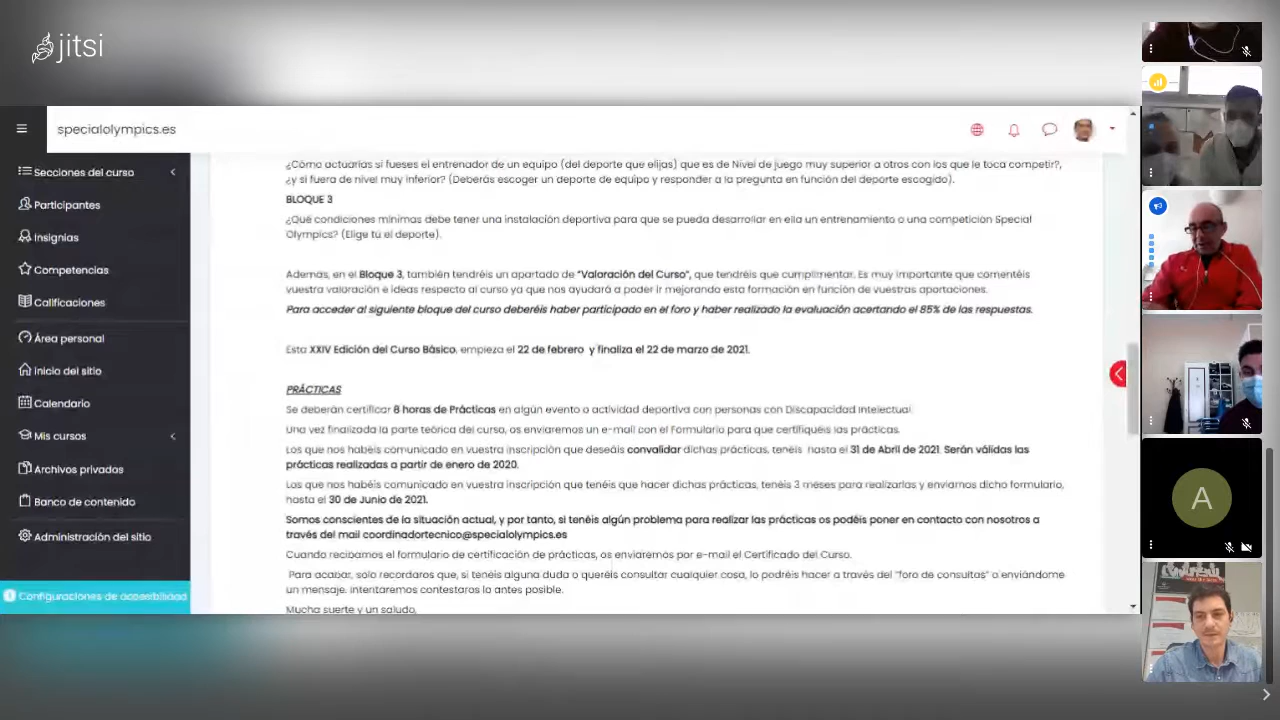 jitsi
specialolympics.es
Secciones del curso
Participantes
Insignias
Competencias
Calificaciones
Área personal
Inicio del sitio
Calendario
Mis cursos
Archivos privados
Banco de contenido
Administración del sitio
Configuraciones de accesibilidad
¿Cómo actuarías si fueses el entrenador de un equipo (del deporte que elijas) que es de Nivel de juego muy superior a otros con los que le toca competir?,
¿y si fuera de nivel muy inferior? (Deberás escoger un deporte de equipo y responder a la pregunta en función del deporte escogido).
BLOQUE 3
¿Qué condiciones mínimas debe tener una instalación deportiva para que se pueda desarrollar en ella un entrenamiento o una competición Special
Olympics? (Elige tú el deporte).
Además, en el Bloque 3, también tendréis un apartado de “Valoración del Curso”, que tendréis que cumplimentar. Es muy importante que comentéis
vuestra valoración e ideas respecto al curso ya que nos ayudará a poder ir mejorando esta formación en función de vuestras aportaciones.
Para acceder al siguiente bloque del curso deberéis haber participado en el foro y haber realizado la evaluación acertando el 85% de las respuestas.
Esta XXIV Edición del Curso Básico, empieza el 22 de febrero y finaliza el 22 de marzo de 2021.
PRÁCTICAS
Se deberán certificar 8 horas de Prácticas en algún evento o actividad deportiva con personas con Discapacidad Intelectual.
Una vez finalizada la parte teórica del curso, os enviaremos un e-mail con el Formulario para que certifiquéis las prácticas.
Los que nos habéis comunicado en vuestra inscripción que deseáis convalidar dichas prácticas, tenéis hasta el 31 de Abril de 2021. Serán válidas las
prácticas realizadas a partir de enero de 2020.
Los que nos habéis comunicado en vuestra inscripción que tenéis que hacer dichas prácticas, tenéis 3 meses para realizarlas y enviarnos dicho formulario,
hasta el 30 de Junio de 2021.
Somos conscientes de la situación actual, y por tanto, si tenéis algún problema para realizar las prácticas os podéis poner en contacto con nosotros a
través del mail coordinadortecnico@specialolympics.es
Cuando recibamos el formulario de certificación de prácticas, os enviaremos por e-mail el Certificado del Curso.
Para acabar, solo recordaros que, si tenéis alguna duda o queréis consultar cualquier cosa, lo podréis hacer a través del "foro de consultas" o enviándome
un mensaje. Intentaremos contestaros lo antes posible.
Mucha suerte y un saludo,
A